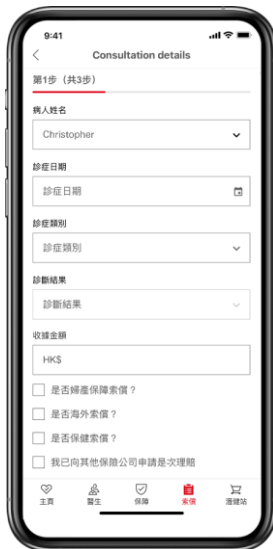 9:41
Consultation details
第1步（共3步）
病人姓名
Christopher
診症日期
診症日期
診症類別
診症類別
診斷結果
診斷結果
收據金額
HK$
是否婦產保障索償？
是否海外索償？
是否保健索償？
我已向其他保險公司申請是次理賠
主頁 醫生 保障 索償 滙健站